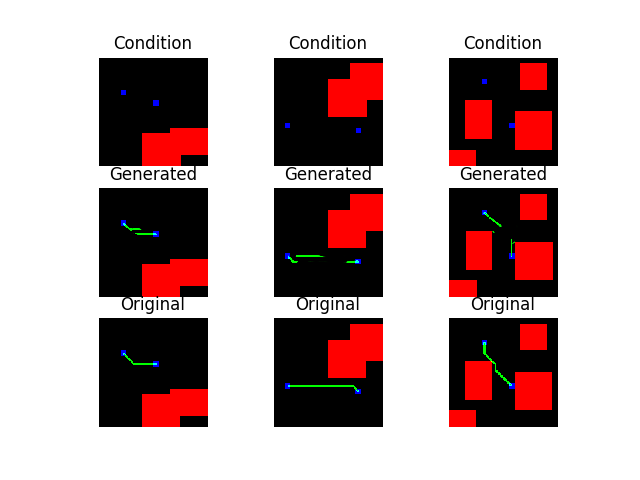 Condition Condition Condition
Generated Generated Generated
Original Original Original